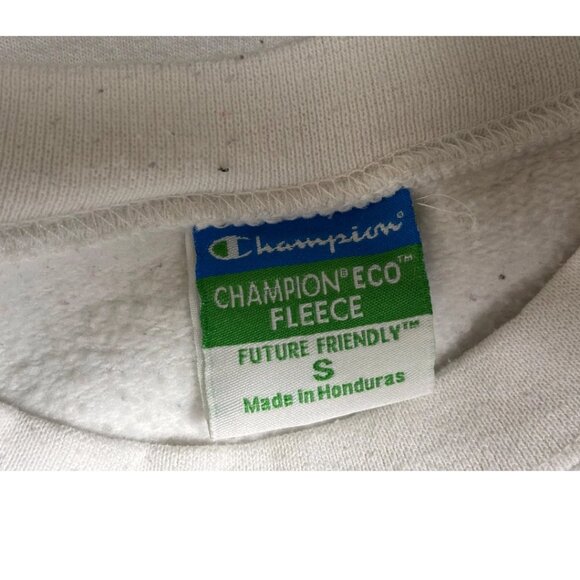 Champion®
CHAMPION® ECO™
FLEECE
FUTURE FRIENDLY™
S
Made in Honduras